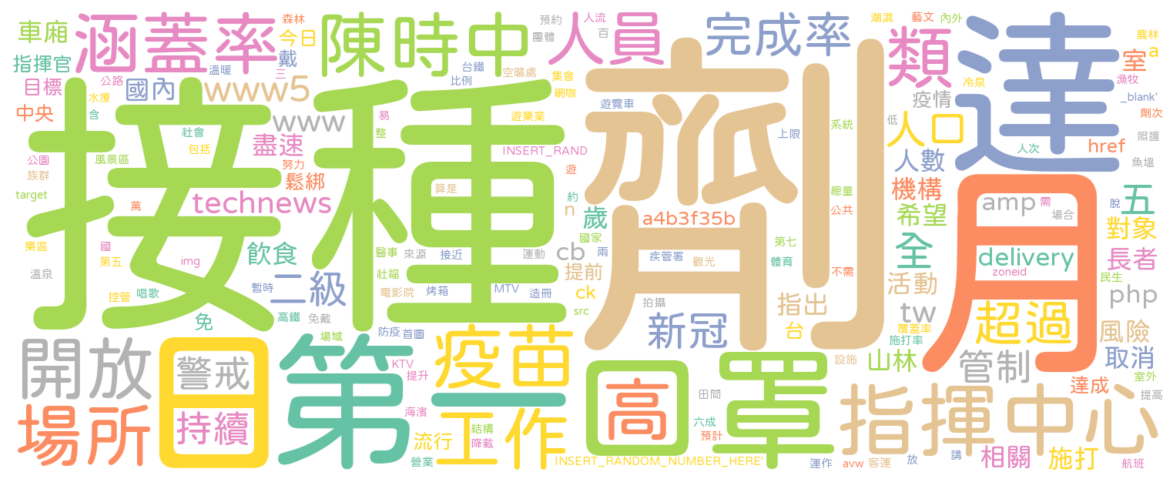 車廂
涵蓋率
森林
今日
陳時中
預約
團體
人員
人流
百
完成率
潮濕
藝文
內外
類
達
農林
室
a
指揮官
目標
公路
溫暖
國內
戴
三
www5
台鐵
比例
空曠處
集會
網咖
遊覽車
疫情
冷泉
漁牧
_blank'
中央
水療
含
www
易
遊樂業
上限
系統
低
人口
劑次
接種
劑
月
社會
盡速
整
INSERT_RAND
人數
人次
href
照護
公園
風景區
包括
努力
魚塭
族群
鬆綁
算是
遊
總量
機構
target
萬
technews
約
歲
a4b3f35b
公共
希望
amp
需
脫
場合
五
n
樂區
國
醫事
來源
接近
運動
cb
國家
兩
第七
全
對象
溫泉
第五
img
飲食
社福
疾管署
觀光
體育
delivery
長者
zoneid
電影院
烤箱
提前
不需
活動
民生
控管
唱歌
暫時
二級
MTV
造冊
ck
src
拍攝
指出
tw
php
高鐵
免戴
免
台
超過
覆蓋率
風險
開放
警戒
日
第
場域
防疫
首圖
疫苗
新冠
施打率
山林
管制
取消
室外
KTV
提升
口
罩
設施
達成
提高
場所
持續
海濱
工作
高
田間
指揮中心
流行
結構
降載
六成
預計
營業
INSERT_RANDOM_NUMBER_HERE'
運作
avw
客運
放
講
相關
施打
航班